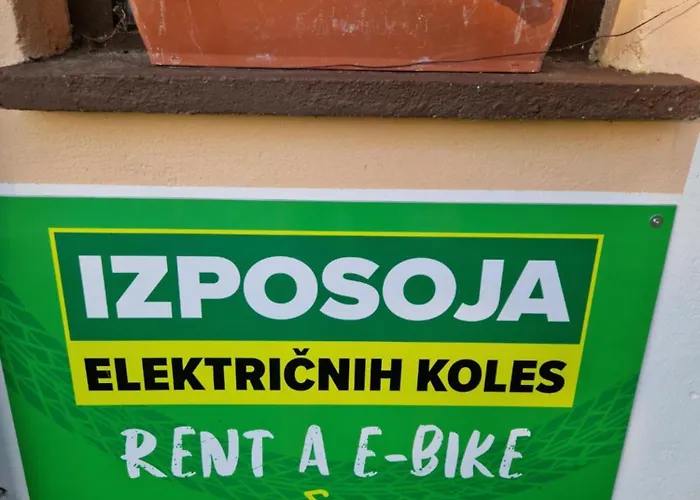 IZPOSOJA
ELEKTRIČNIH KOLES
RENT A E-BIKE